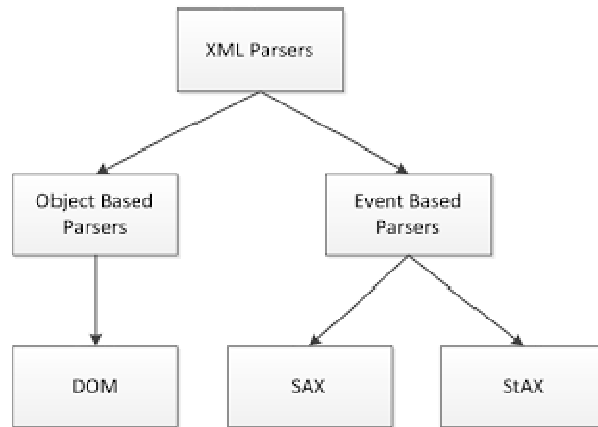 XML Parsers
Object Based
Parsers
Event Based
Parsers
DOM
SAX
StAX